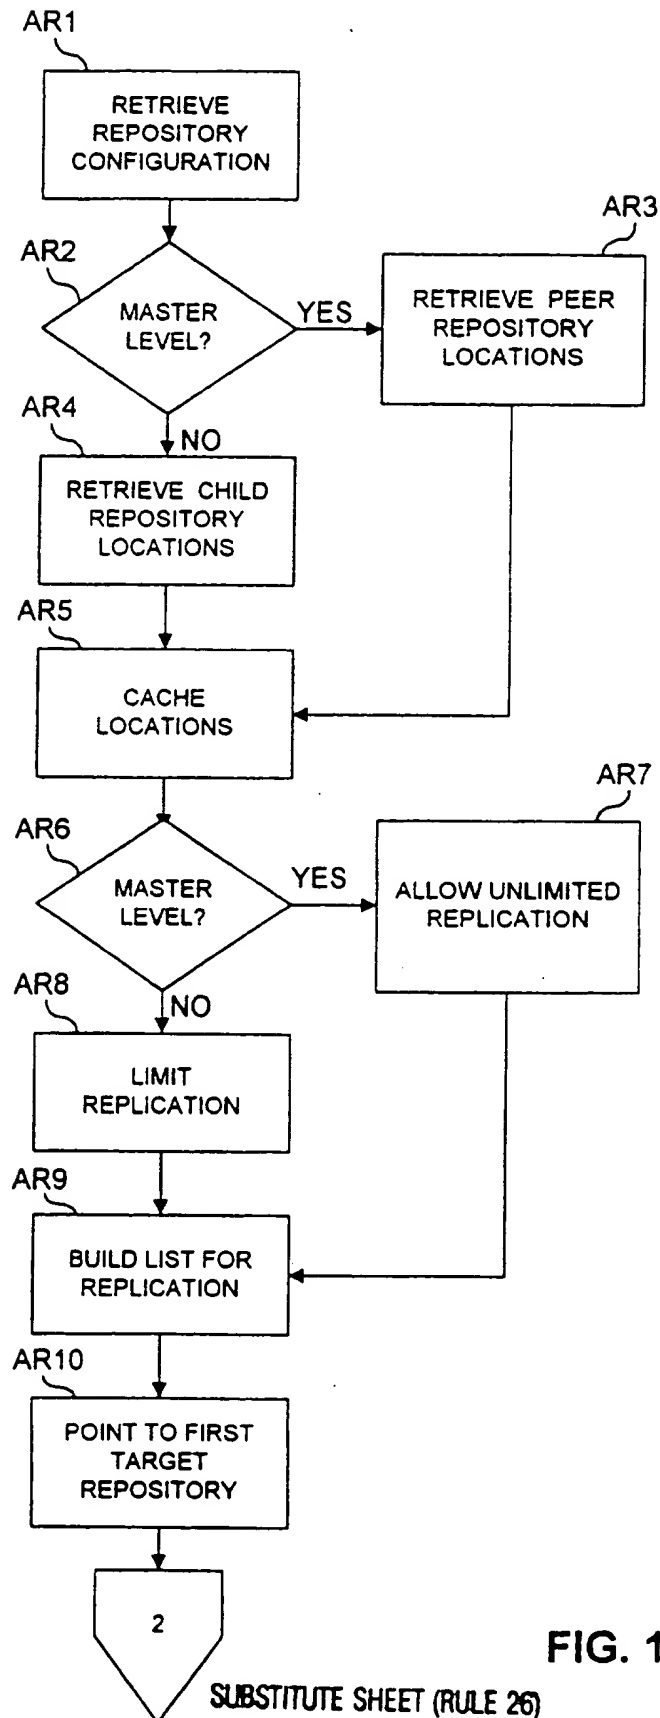 AR1
RETRIEVE
REPOSITORY
CONFIGURATION
AR2
MASTER
LEVEL?
YES
AR3
RETRIEVE PEER
REPOSITORY
LOCATIONS
NO
AR4
RETRIEVE CHILD
REPOSITORY
LOCATIONS
AR5
CACHE
LOCATIONS
AR6
MASTER
LEVEL?
YES
AR7
ALLOW UNLIMITED
REPLICATION
NO
AR8
LIMIT
REPLICATION
AR9
BUILD LIST FOR
REPLICATION
AR10
POINT TO FIRST
TARGET
REPOSITORY
2
FIG. 1
SUBSTITUTE SHEET (RULE 26)